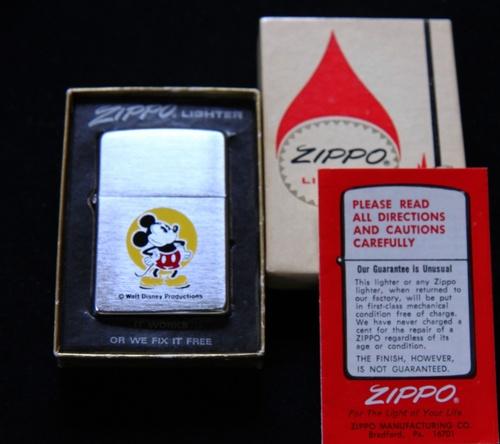 ZIPPO® LIGHTER
© Walt Disney Productions
IT WORKS
OR WE FIX IT FREE
ZIPPO®
PLEASE READ
ALL DIRECTIONS
AND CAUTIONS
CAREFULLY
Our Guarantee is Unusual
This lighter or any Zippo
lighter, when returned to
our factory, will be put
in first-class mechanical
condition free of charge.
We have never charged a
cent for the repair of a
ZIPPO regardless of its
age or condition.
THE FINISH, HOWEVER,
IS NOT GUARANTEED.
ZIPPO®
For The Light of Your Life
ZIPPO MANUFACTURING CO.
Bradford, Pa. 16701